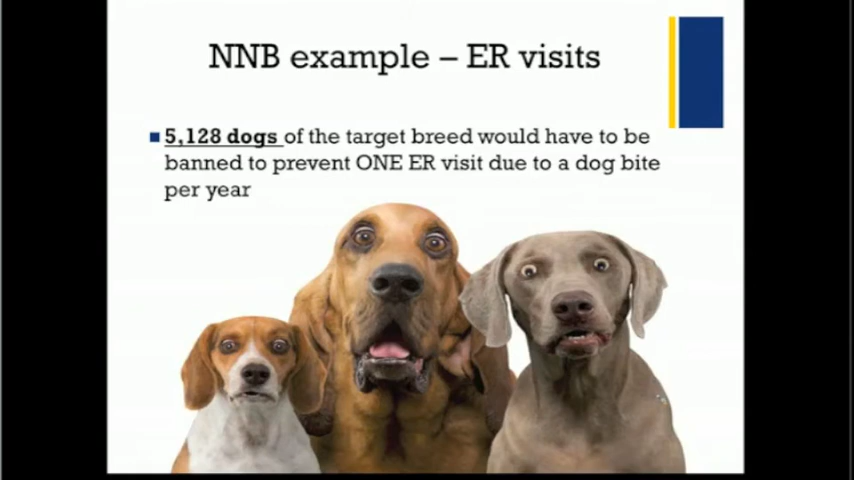 NNB example – ER visits
5,128 dogs of the target breed would have to be
banned to prevent ONE ER visit due to a dog bite
per year